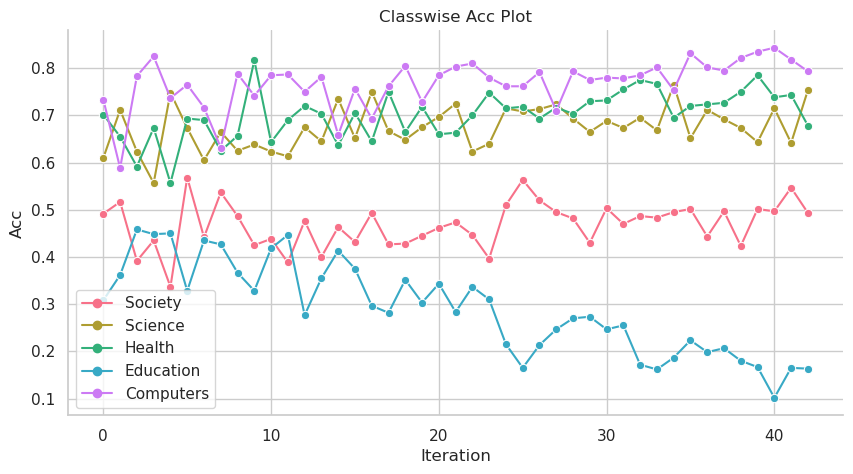 Classwise Acc Plot
Acc
0.8
0.7
0.6
0.5
0.4
0.3
0.2
0.1
Society
Science
Health
Education
Computers
0 10 20 30 40
Iteration